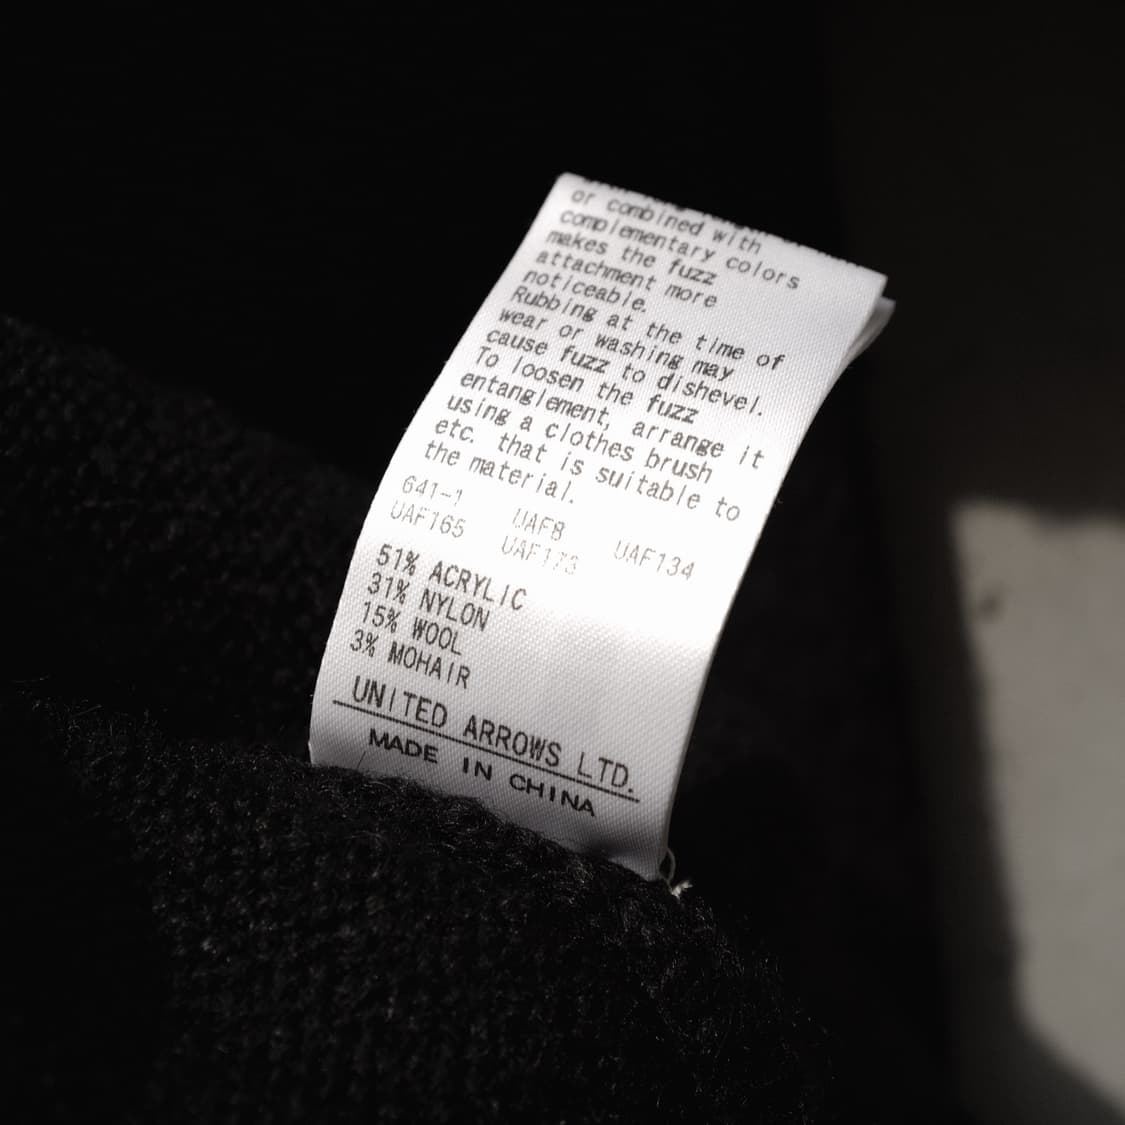 or combined with
complementary colors
makes the fuzz
attachment more
noticeable.
Rubbing at the time of
wear or washing may
cause fuzz to dishevel.
To loosen the fuzz
entanglement, arrange it
using a clothes brush
etc. that is suitable to
the material.
641-1 UAF8 UAF134
UAF165 UAF173
51% ACRYLIC
31% NYLON
15% WOOL
3% MOHAIR
UNITED ARROWS LTD.
MADE IN CHINA